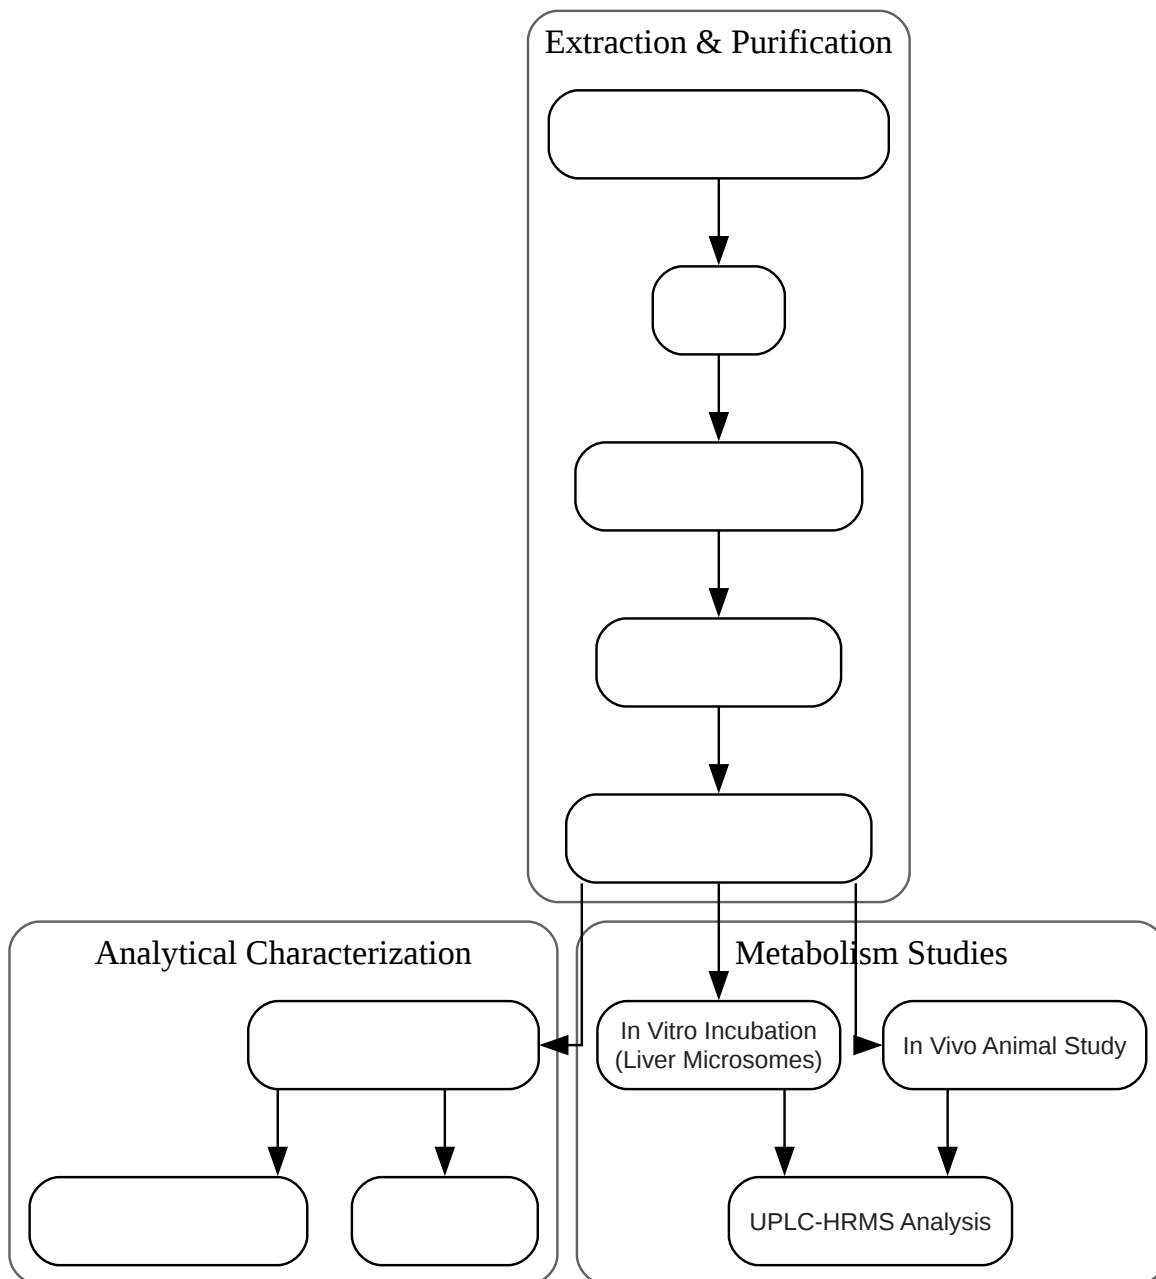 Extraction & Purification
Analytical Characterization
Metabolism Studies
In Vitro Incubation
(Liver Microsomes)
In Vivo Animal Study
UPLC-HRMS Analysis